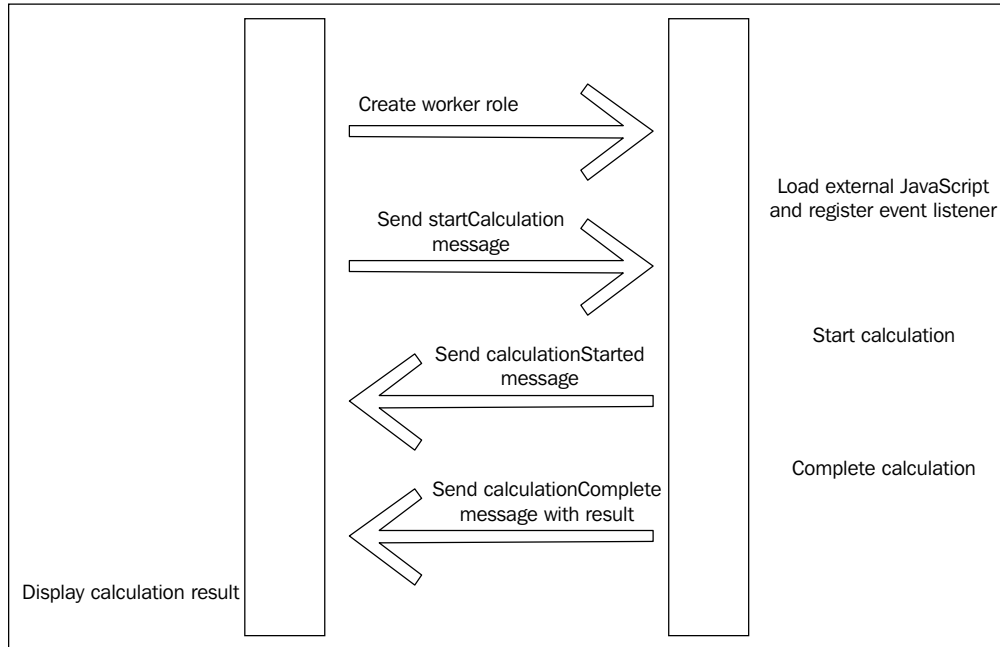 Create worker role
Load external JavaScript
and register event listener
Send startCalculation
message
Start calculation
Send calculationStarted
message
Complete calculation
Send calculationComplete
message with result
Display calculation result